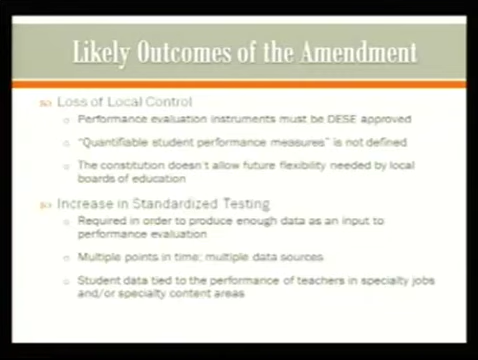 Likely Outcomes of the Amendment
Loss of Local Control
Performance evaluation instruments must be DESE approved
"Quantifiable student performance measures" is not defined
The constitution doesn't allow future flexibility needed by local
boards of education
Increase in Standardized Testing
Required in order to produce enough data as an input to
performance evaluation
Multiple points in time; multiple data sources
Student data tied to the performance of teachers in specialty jobs
and/or specialty content areas